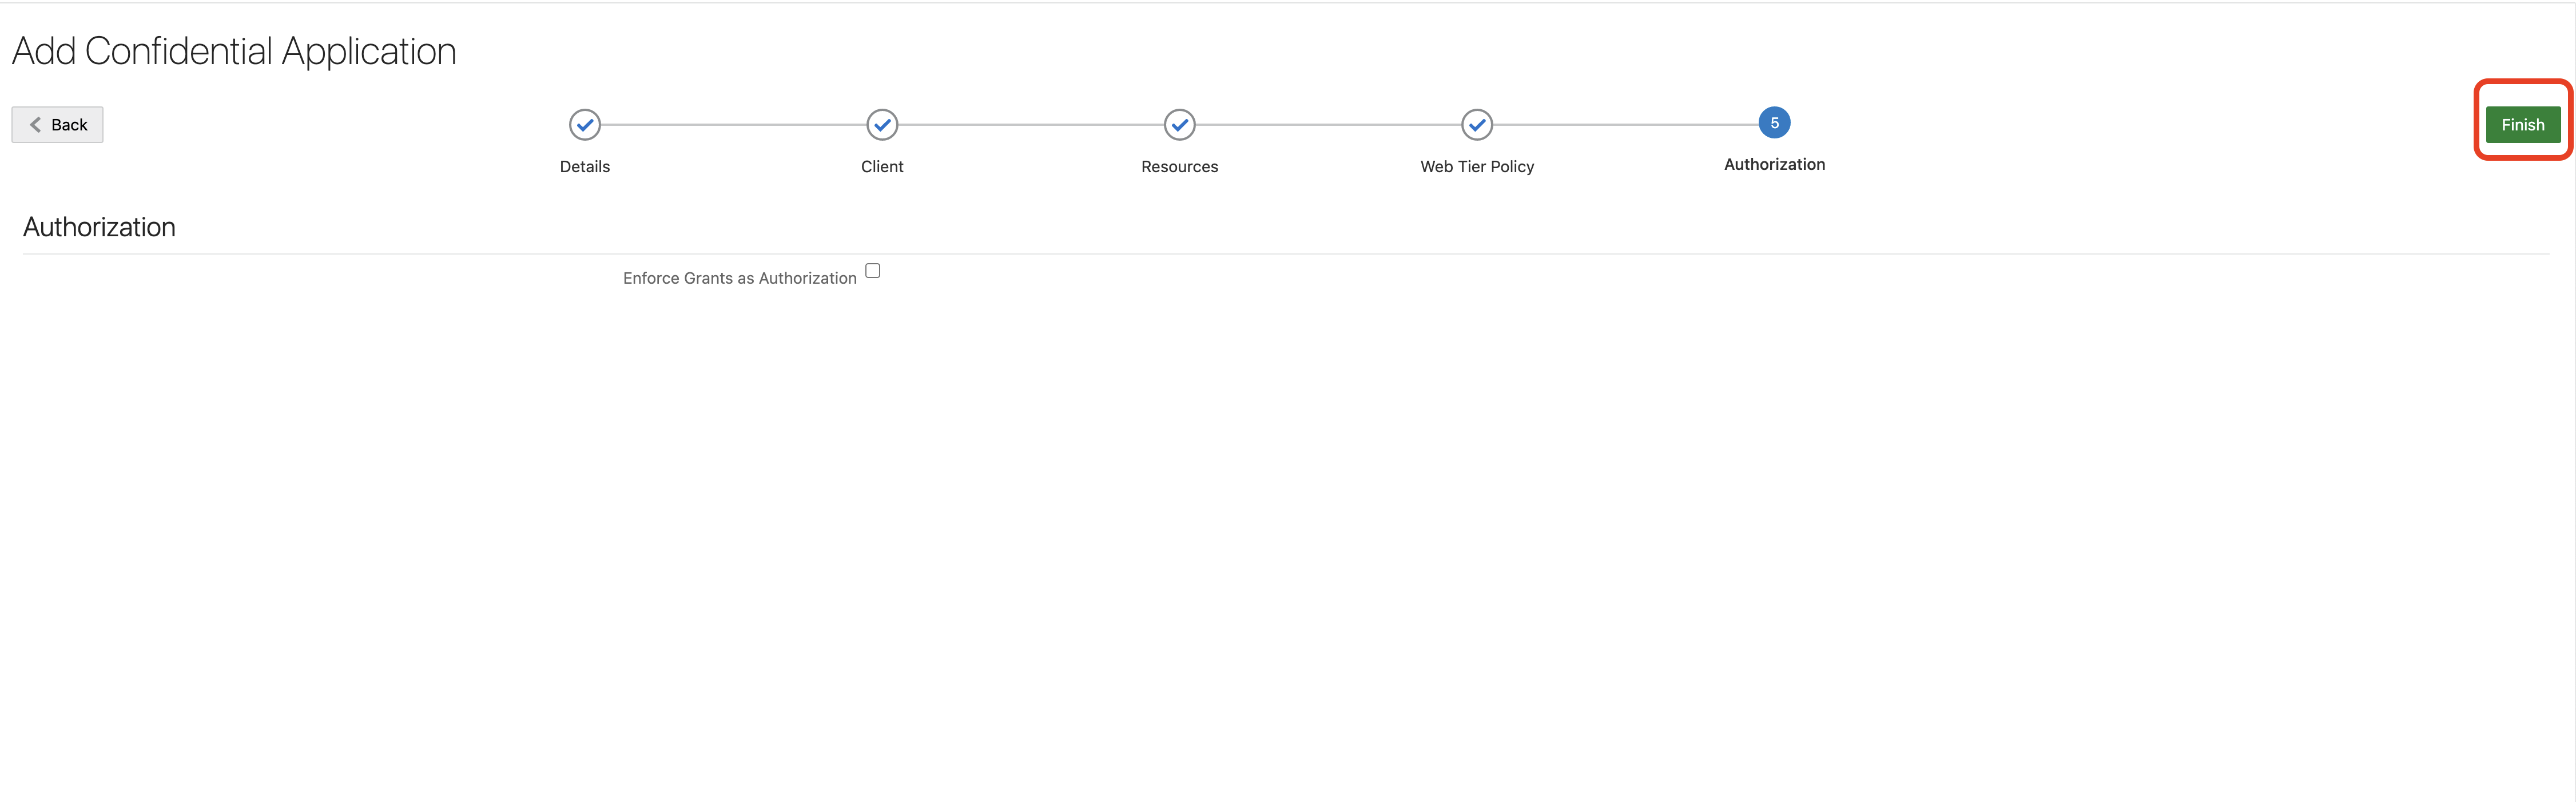 Add Confidential Application
Back
Details
Client
Resources
Web Tier Policy
5
Authorization
Finish
Authorization
Enforce Grants as Authorization